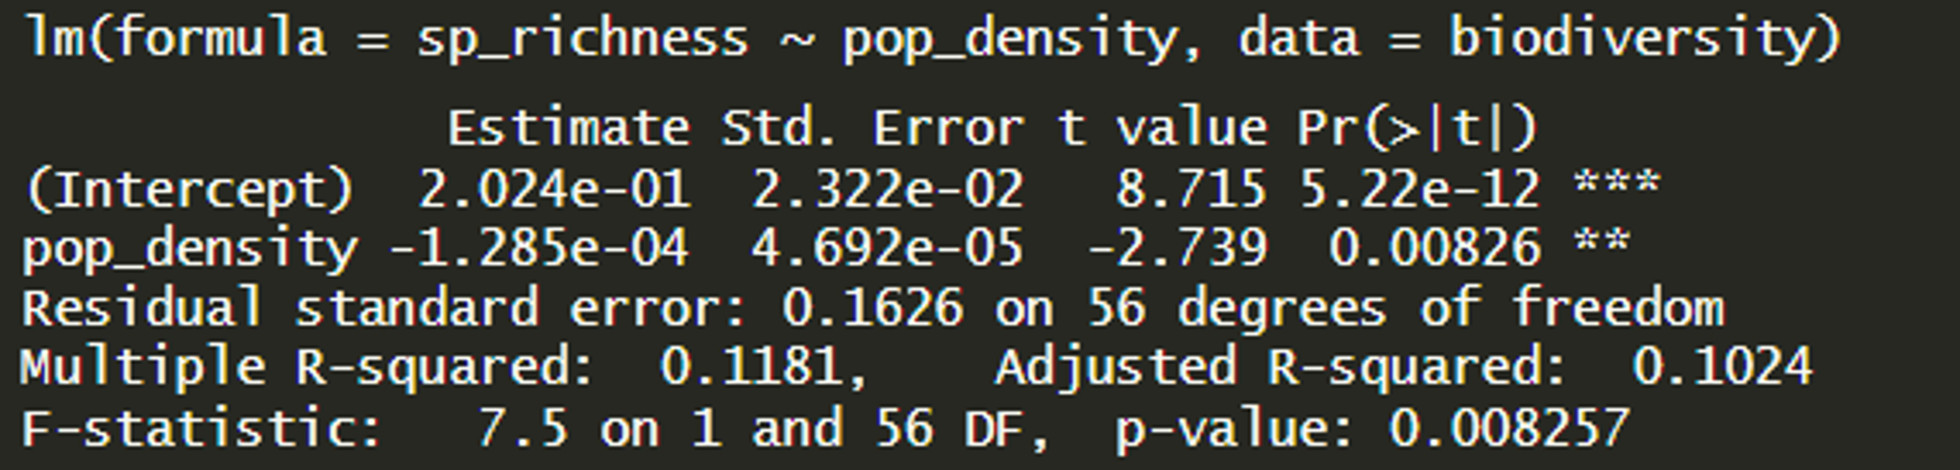 lm(formula = sp_richness ~ pop_density, data = biodiversity)
Estimate Std. Error t value Pr(>|t|)
(Intercept) 2.024e-01 2.322e-02 8.715 5.22e-12 ***
pop_density -1.285e-04 4.692e-05 -2.739 0.00826 **
Residual standard error: 0.1626 on 56 degrees of freedom
Multiple R-squared: 0.1181, Adjusted R-squared: 0.1024
F-statistic: 7.5 on 1 and 56 DF, p-value: 0.008257